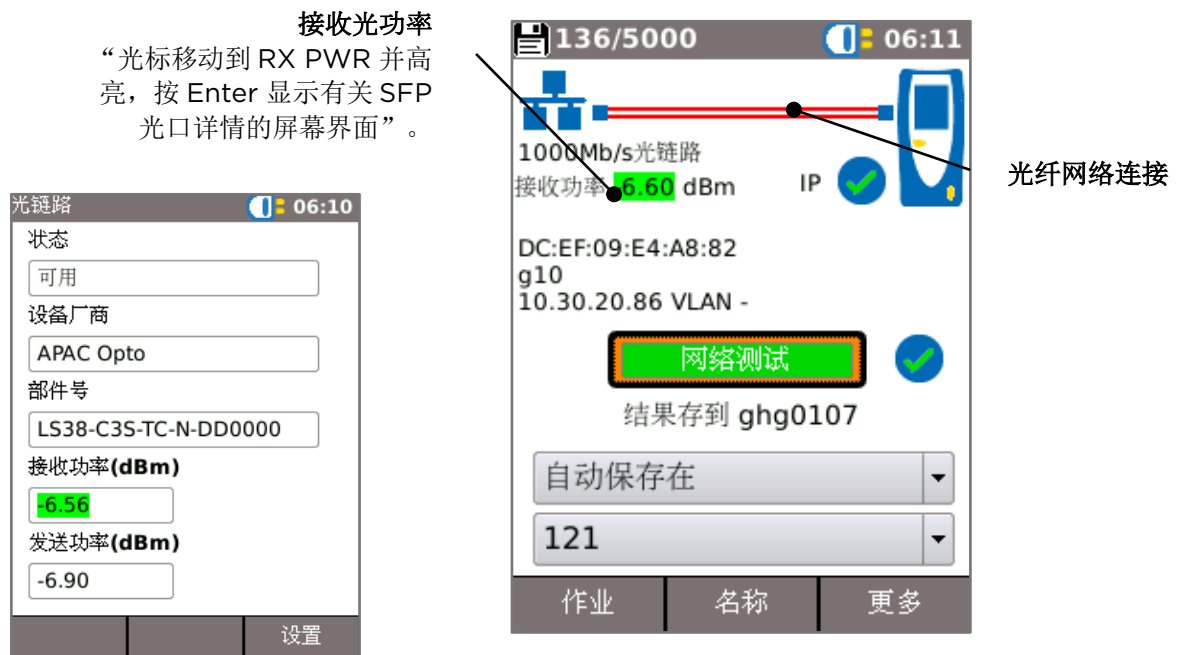 接收光功率
“光标移动到 RX PWR 并高
亮，按 Enter 显示有关 SFP
光口详情的屏幕界面”。
光链路 06:10
状态
可用
设备厂商
APAC Opto
部件号
LS38-C3S-TC-N-DD0000
接收功率(dBm)
-6.56
发送功率(dBm)
-6.90
设置
136/5000 06:11
1000Mb/s光链路
接收功率 -6.60 dBm IP
DC:EF:09:E4:A8:82
g10
10.30.20.86 VLAN -
网络测试
结果存到 ghg0107
自动保存在
121
作业 名称 更多
光纤网络连接